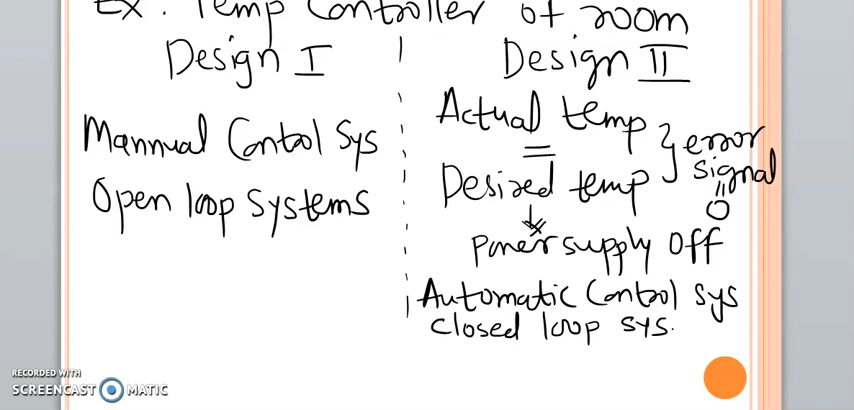 Ex. Temp Controller of room
Design I
Mannual Control Sys
Open loop systems
Design II
Actual temp
=
Desired temp
} error
signal
=
0
↓
Power supply off
Automatic Control sys
closed loop sys.
RECORDED WITH
SCREENCAST MATIC